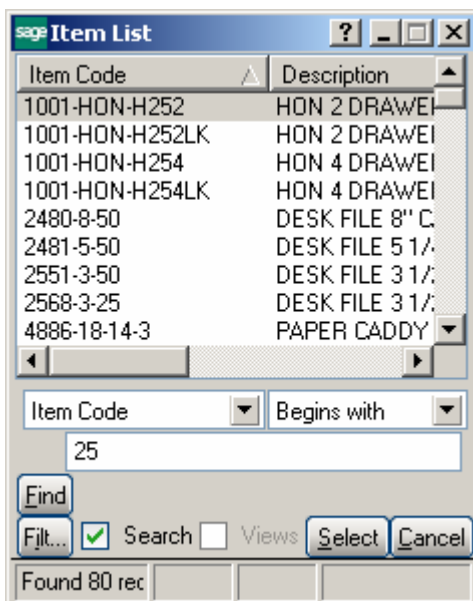 sage Item List
Item Code Description
1001-HON-H252 HON 2 DRAWEI
1001-HON-H252LK HON 2 DRAWEI
1001-HON-H254 HON 4 DRAWEI
1001-HON-H254LK HON 4 DRAWEI
2480-8-50 DESK FILE 8" C.
2481-5-50 DESK FILE 5 1/
2551-3-50 DESK FILE 3 1/
2568-3-25 DESK FILE 3 1/
4886-18-14-3 PAPER CADDY
Item Code Begins with
25
Find
Filt... Search Views Select Cancel
Found 80 rec